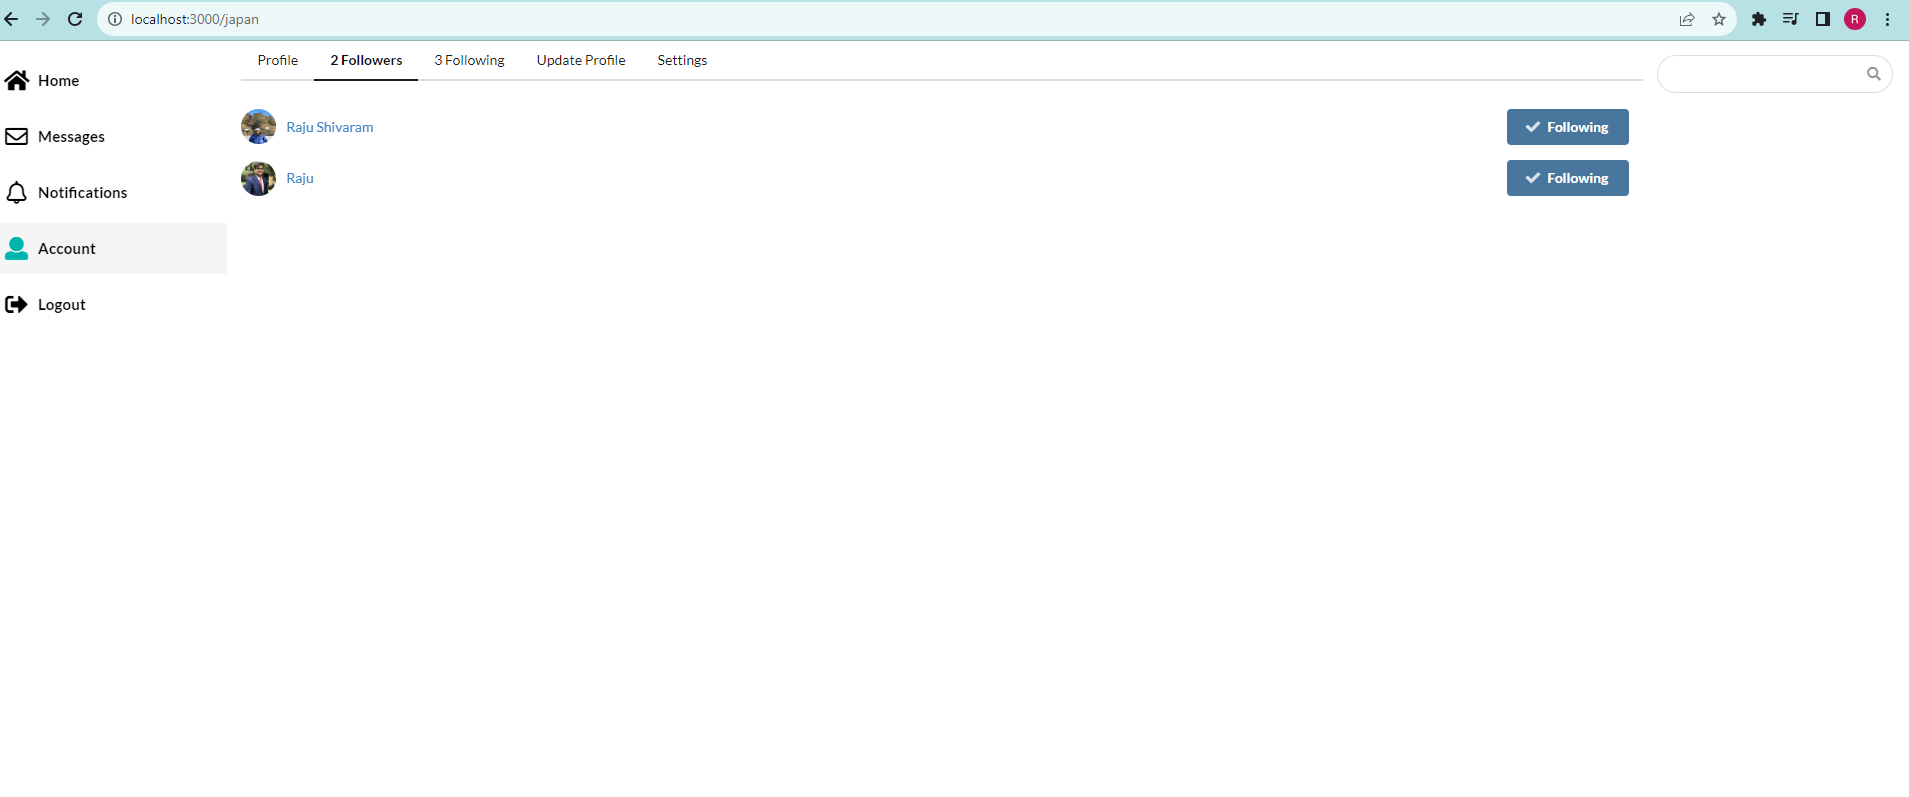 localhost:3000/japan
R
Home
Messages
Notifications
Account
Logout
Profile 2 Followers 3 Following Update Profile Settings
Raju Shivaram Following
Raju Following